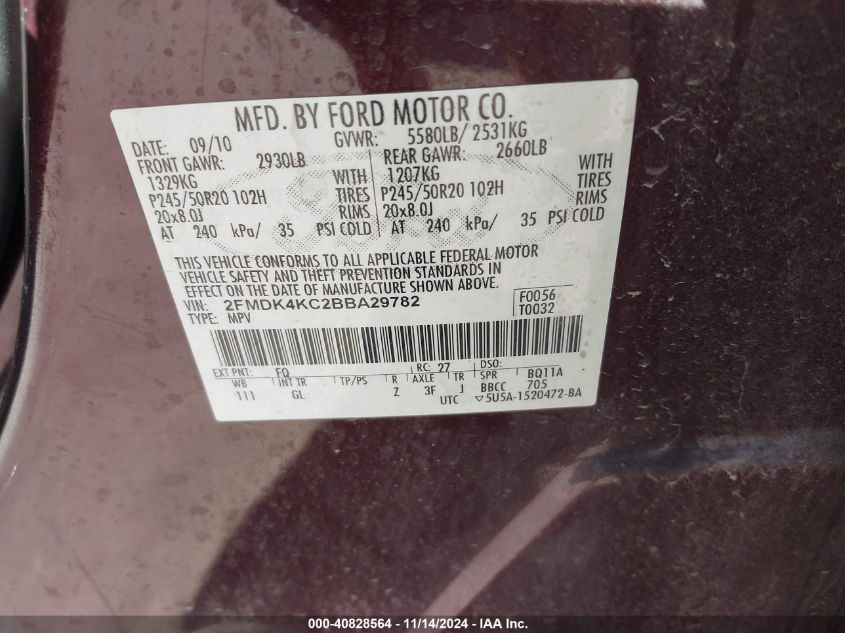 MFD. BY FORD MOTOR CO.
DATE: 09/10 GVWR: 5580LB/ 2531KG
FRONT GAWR: 2930LB REAR GAWR: 2660LB
1329KG WITH 1207KG WITH
P245/50R20 102H TIRES P245/50R20 102H TIRES
20x8.0J RIMS 20x8.0J RIMS
AT 240 kPa/ 35 PSI COLD AT 240 kPa/ 35 PSI COLD
THIS VEHICLE CONFORMS TO ALL APPLICABLE FEDERAL MOTOR
VEHICLE SAFETY AND THEFT PREVENTION STANDARDS IN
EFFECT ON THE DATE OF MANUFACTURE SHOWN ABOVE.
VIN: 2FMDK4KC2BBA29782 F0056
TYPE: MPV T0032
EXT PNT: FQ RC: 27 DSO:
WB INT TR TP/PS R AXLE TR SPR BQ11A
111 GL Z 3F J BBCC 705
UTC ▽5U5A-1520472-BA
000-40828564 - 11/14/2024 - IAA Inc.